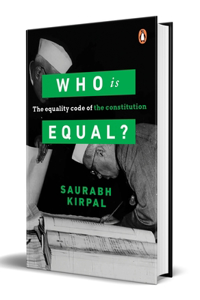 WHO is
The equality code of the constitution
EQUAL?
SAURABH
KIRPAL